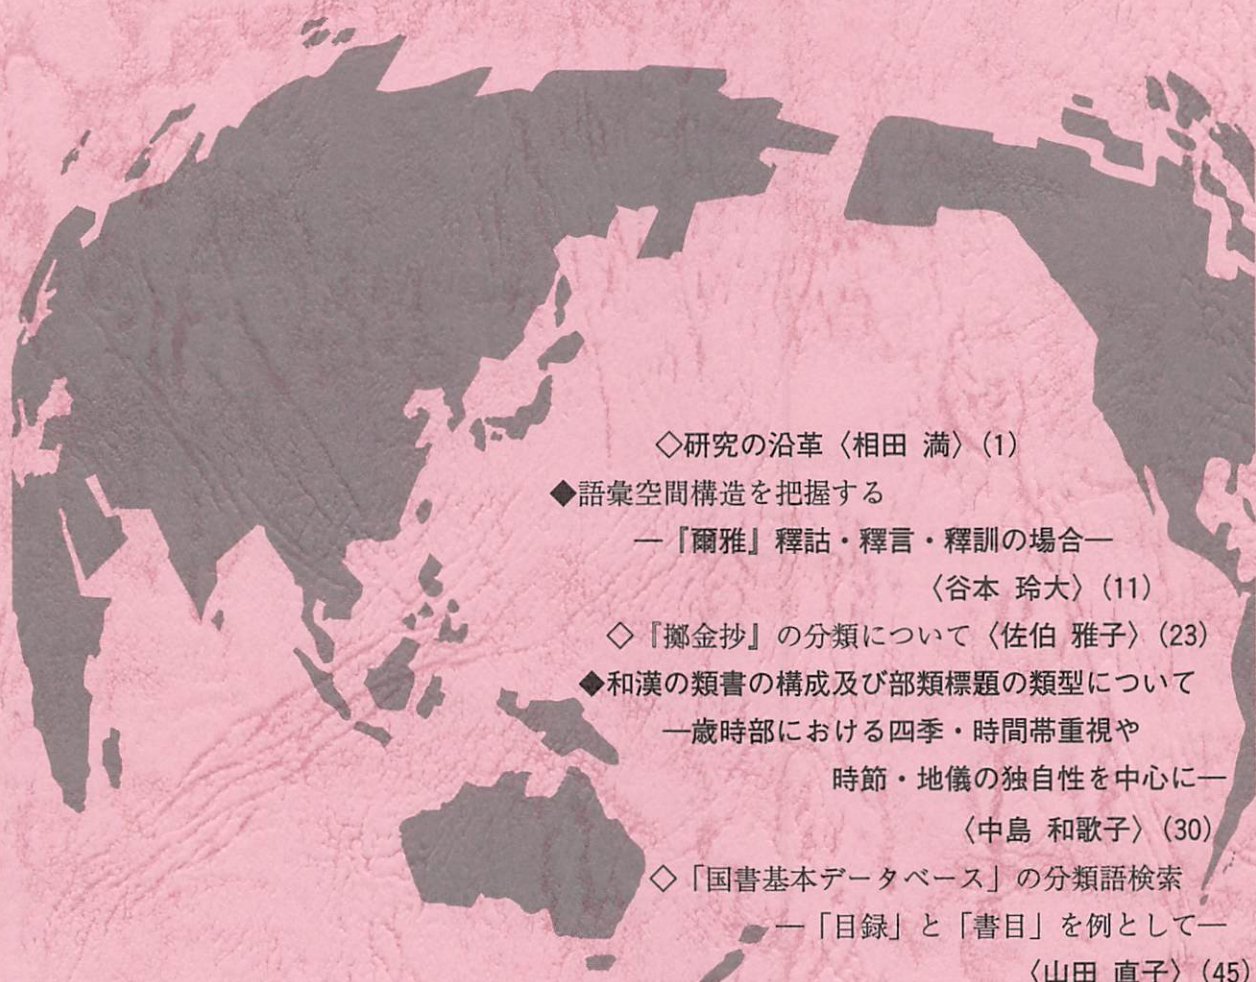 ◇研究の沿革〈相田 満〉(1)
◆語彙空間構造を把握する
―『爾雅』釋詁・釋言・釋訓の場合―
〈谷本 玲大〉(11)
◇『擲金抄』の分類について〈佐伯 雅子〉(23)
◆和漢の類書の構成及び部類標題の類型について
―歳時部における四季・時間帯重視や
時節・地儀の独自性を中心に―
〈中島 和歌子〉(30)
◇「国書基本データベース」の分類語検索
―「目録」と「書目」を例として―
〈山田 直子〉(45)